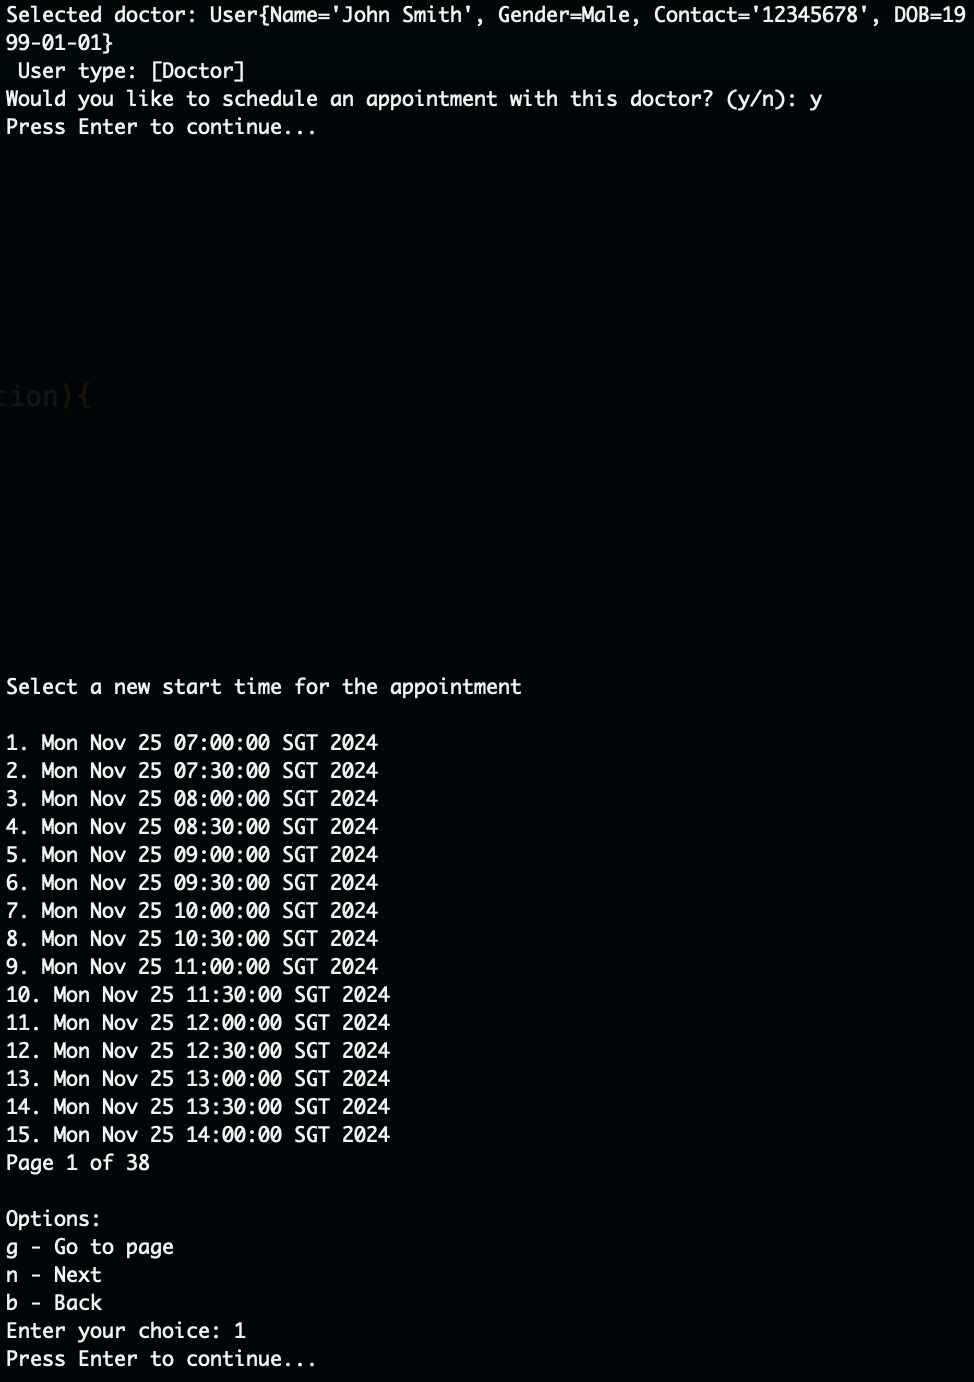 Selected doctor: User{Name='John Smith', Gender=Male, Contact='12345678', DOB=19
99-01-01}
 User type: [Doctor]
Would you like to schedule an appointment with this doctor? (y/n): y
Press Enter to continue...
tion){
Select a new start time for the appointment
1. Mon Nov 25 07:00:00 SGT 2024
2. Mon Nov 25 07:30:00 SGT 2024
3. Mon Nov 25 08:00:00 SGT 2024
4. Mon Nov 25 08:30:00 SGT 2024
5. Mon Nov 25 09:00:00 SGT 2024
6. Mon Nov 25 09:30:00 SGT 2024
7. Mon Nov 25 10:00:00 SGT 2024
8. Mon Nov 25 10:30:00 SGT 2024
9. Mon Nov 25 11:00:00 SGT 2024
10. Mon Nov 25 11:30:00 SGT 2024
11. Mon Nov 25 12:00:00 SGT 2024
12. Mon Nov 25 12:30:00 SGT 2024
13. Mon Nov 25 13:00:00 SGT 2024
14. Mon Nov 25 13:30:00 SGT 2024
15. Mon Nov 25 14:00:00 SGT 2024
Page 1 of 38
Options:
g - Go to page
n - Next
b - Back
Enter your choice: 1
Press Enter to continue...